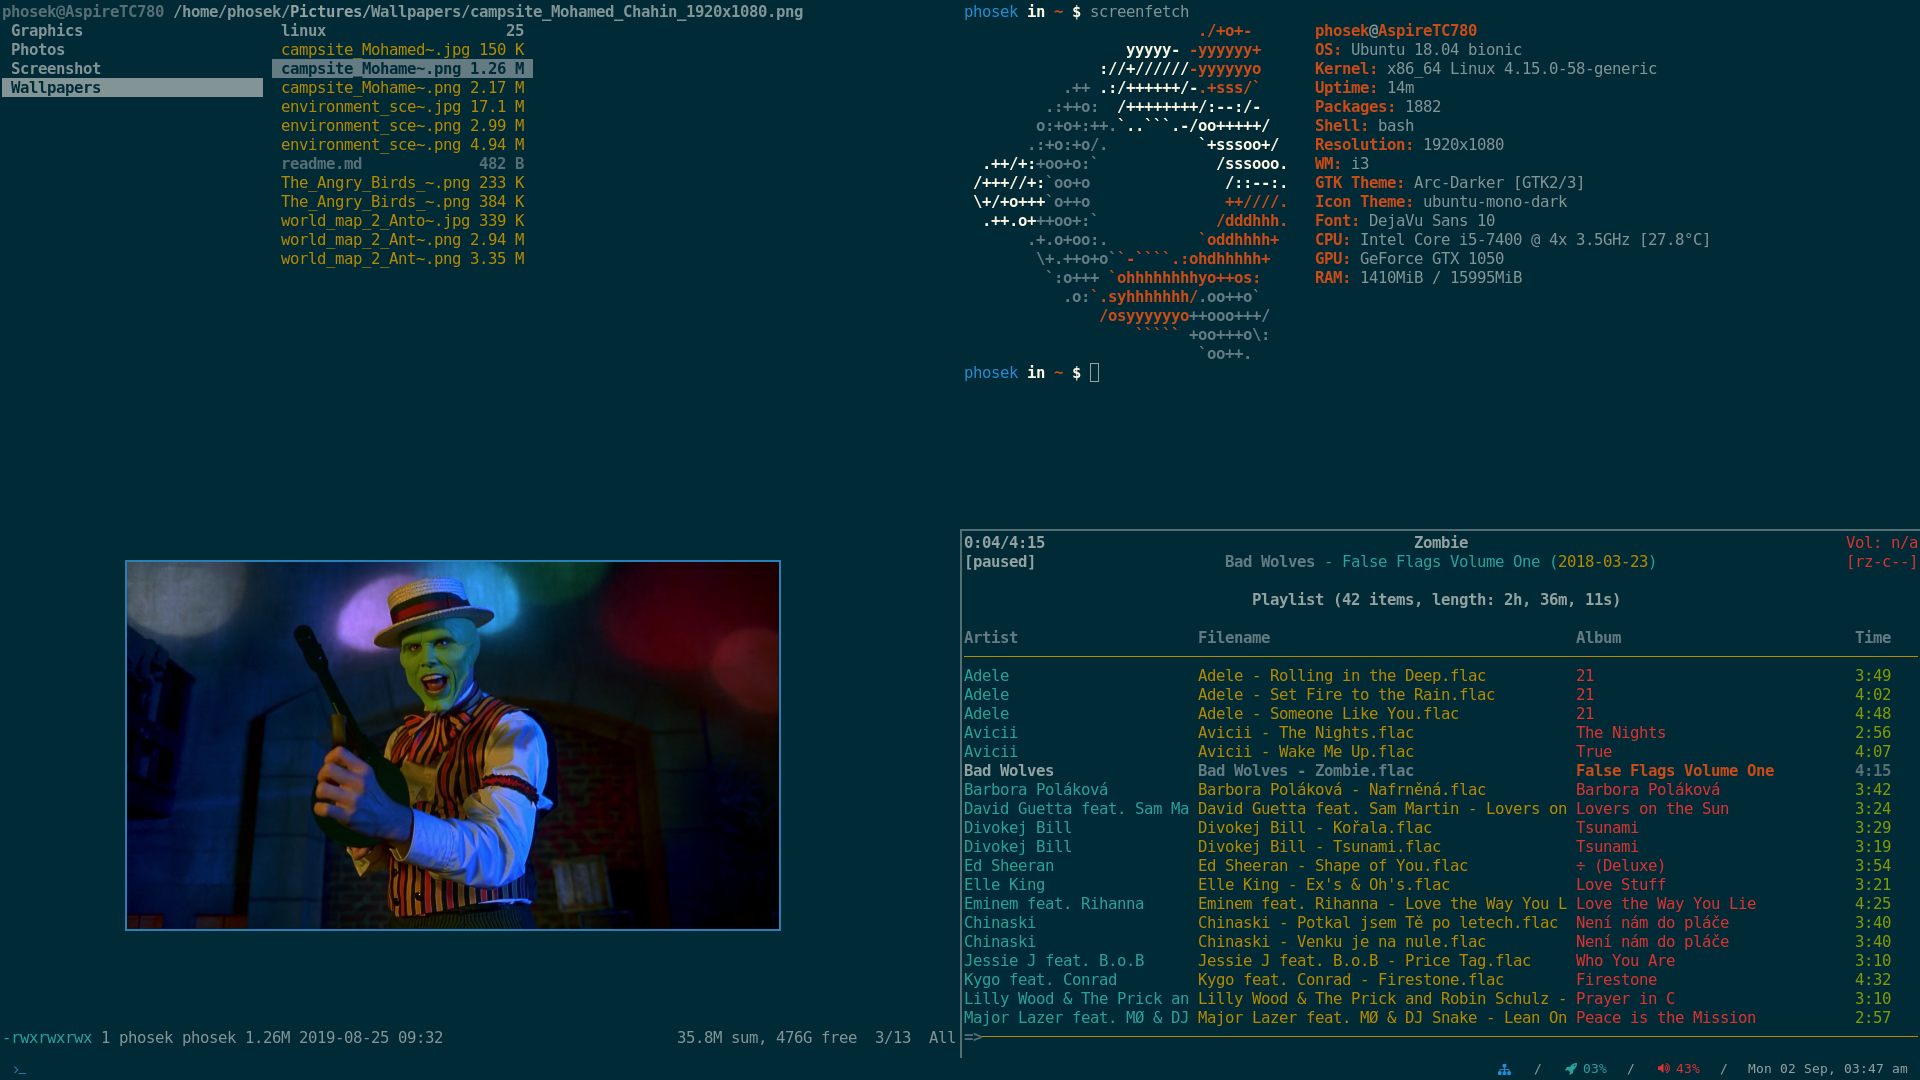 phosek@AspireTC780 /home/phosek/Pictures/Wallpapers/campsite_Mohamed_Chahin_1920x1080.png
Graphics
Photos
Screenshot
Wallpapers
linux 25
campsite_Mohamed~.jpg 150 K
campsite_Mohame~.png 1.26 M
campsite_Mohame~.png 2.17 M
environment_sce~.jpg 17.1 M
environment_sce~.png 2.99 M
environment_sce~.png 4.94 M
readme.md 482 B
The_Angry_Birds_~.png 233 K
The_Angry_Birds_~.png 384 K
world_map_2_Anto~.jpg 339 K
world_map_2_Ant~.png 2.94 M
world_map_2_Ant~.png 3.35 M
-rwxrwxrwx 1 phosek phosek 1.26M 2019-08-25 09:32 35.8M sum, 476G free 3/13 All
phosek in ~ $ screenfetch
./+o+-
yyyyy- -yyyyyy+
://+//////-yyyyyyo
.++ .:/++++++/-.+sss/`
.:++o: /++++++++/:--:/-
o:+o+:++.`..```.-/oo+++++/
.:+o:+o/. `+sssoo+/
.++/+:+oo+o:` /sssooo.
/+++//+:`oo+o /::--:.
\+/+o+++`o++o ++////.
.++.o+++oo+:` /dddhhh.
.+.o+oo:. `oddhhhh+
\+.++o+o``-````.:ohdhhhhh+
`:o+++ `ohhhhhhhhyo++os:
.o:`.syhhhhhhh/.oo++o`
/osyyyyyyo++ooo+++/
````` +oo+++o\:
`oo++.
phosek@AspireTC780
OS: Ubuntu 18.04 bionic
Kernel: x86_64 Linux 4.15.0-58-generic
Uptime: 14m
Packages: 1882
Shell: bash
Resolution: 1920x1080
WM: i3
GTK Theme: Arc-Darker [GTK2/3]
Icon Theme: ubuntu-mono-dark
Font: DejaVu Sans 10
CPU: Intel Core i5-7400 @ 4x 3.5GHz [27.8°C]
GPU: GeForce GTX 1050
RAM: 1410MiB / 15995MiB
phosek in ~ $
0:04/4:15 Zombie Vol: n/a
[paused] Bad Wolves - False Flags Volume One (2018-03-23) [rz-c--]
Playlist (42 items, length: 2h, 36m, 11s)
Artist Filename Album Time
Adele Adele - Rolling in the Deep.flac 21 3:49
Adele Adele - Set Fire to the Rain.flac 21 4:02
Adele Adele - Someone Like You.flac 21 4:48
Avicii Avicii - The Nights.flac The Nights 2:56
Avicii Avicii - Wake Me Up.flac True 4:07
Bad Wolves Bad Wolves - Zombie.flac False Flags Volume One 4:15
Barbora Poláková Barbora Poláková - Nafrněná.flac Barbora Poláková 3:42
David Guetta feat. Sam Ma David Guetta feat. Sam Martin - Lovers on Lovers on the Sun 3:24
Divokej Bill Divokej Bill - Kořala.flac Tsunami 3:29
Divokej Bill Divokej Bill - Tsunami.flac Tsunami 3:19
Ed Sheeran Ed Sheeran - Shape of You.flac ÷ (Deluxe) 3:54
Elle King Elle King - Ex's & Oh's.flac Love Stuff 3:21
Eminem feat. Rihanna Eminem feat. Rihanna - Love the Way You L Love the Way You Lie 4:25
Chinaski Chinaski - Potkal jsem Tě po letech.flac Není nám do pláče 3:40
Chinaski Chinaski - Venku je na nule.flac Není nám do pláče 3:40
Jessie J feat. B.o.B Jessie J feat. B.o.B - Price Tag.flac Who You Are 3:10
Kygo feat. Conrad Kygo feat. Conrad - Firestone.flac Firestone 4:32
Lilly Wood & The Prick an Lilly Wood & The Prick and Robin Schulz - Prayer in C 3:10
Major Lazer feat. MØ & DJ Major Lazer feat. MØ & DJ Snake - Lean On Peace is the Mission 2:57
=>
›_ / 03% / 43% / Mon 02 Sep, 03:47 am